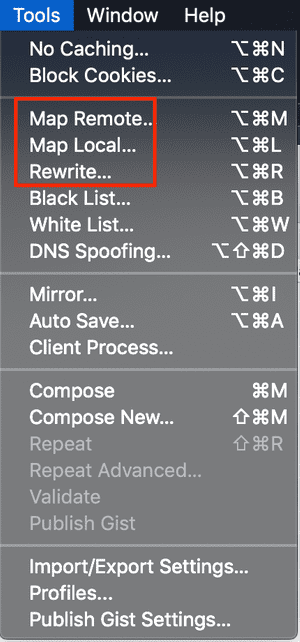 Tools Window Help
No Caching... ⌥⌘N
Block Cookies... ⌥⌘C
Map Remote... ⌥⌘M
Map Local... ⌥⌘L
Rewrite... ⌥⌘R
Black List... ⌥⌘B
White List... ⌥⌘W
DNS Spoofing... ⌥⇧⌘D
Mirror... ⌥⌘I
Auto Save... ⌥⌘A
Client Process...
Compose ⌘M
Compose New... ⇧⌘M
Repeat ⇧⌘R
Repeat Advanced...
Validate
Publish Gist
Import/Export Settings...
Profiles...
Publish Gist Settings...